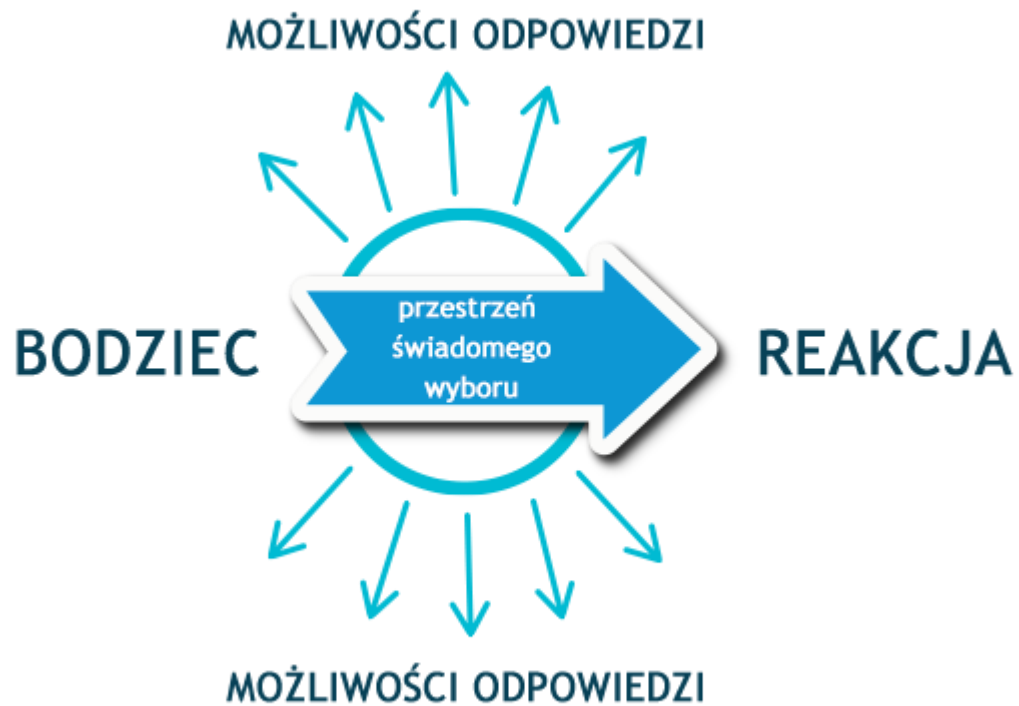 MOŻLIWOŚCI ODPOWIEDZI
BODZIEC
przestrzeń
świadomego
wyboru
REAKCJA
MOŻLIWOŚCI ODPOWIEDZI